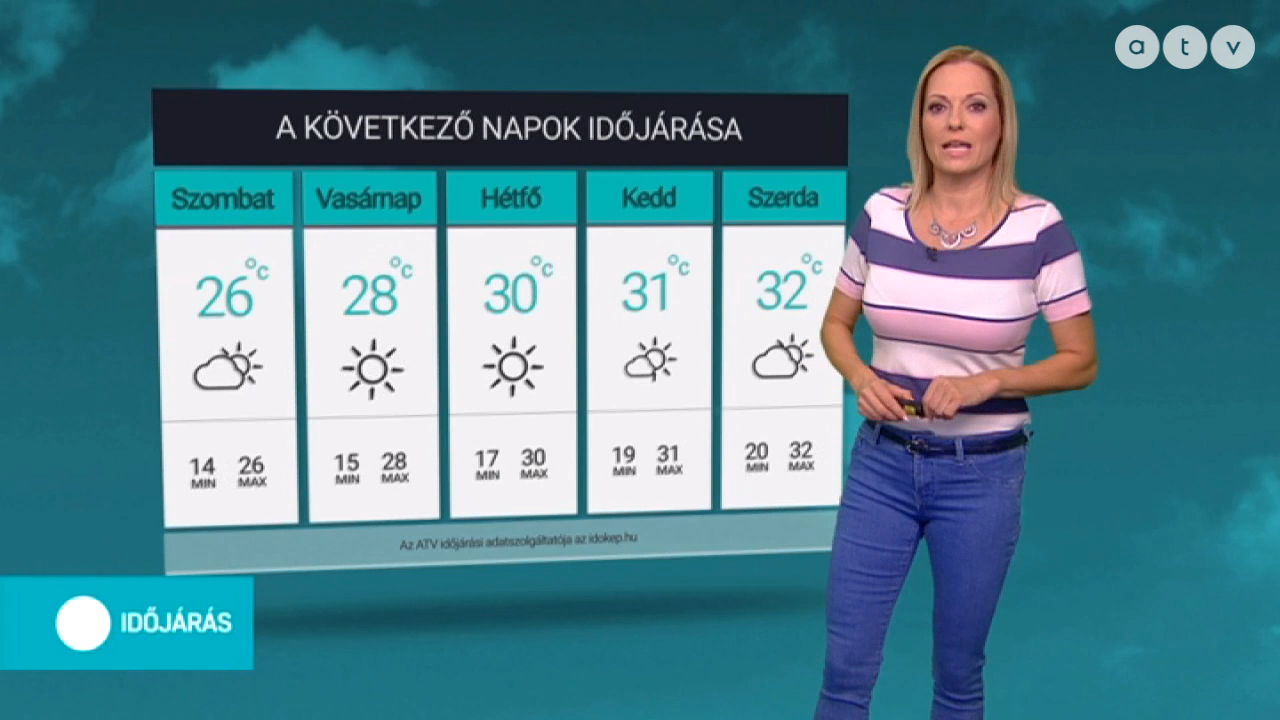 a t v
A KÖVETKEZŐ NAPOK IDŐJÁRÁSA
Szombat Vasárnap Hétfő Kedd Szerda
26°C 28°C 30°C 31°C 32°C
14 26 15 28 17 30 19 31 20 32
MIN MAX MIN MAX MIN MAX MIN MAX MIN MAX
Az ATV időjárási adatszolgáltatója az idokep.hu
IDŐJÁRÁS